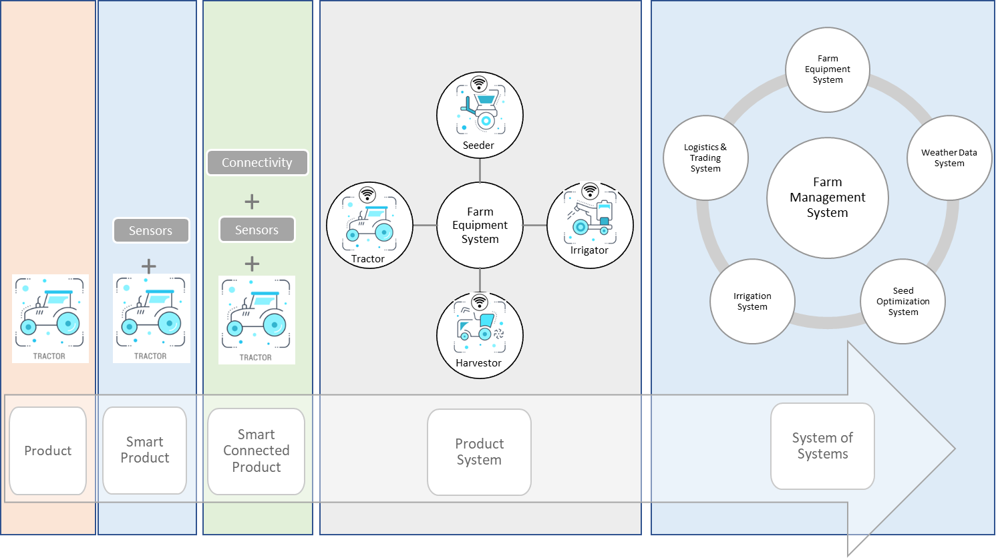 TRACTOR
Sensors
+
TRACTOR
Connectivity
+
Sensors
+
TRACTOR
Seeder
Tractor
Farm
Equipment
System
Irrigator
Harvestor
Farm
Equipment
System
Logistics &
Trading
System
Weather Data
System
Farm
Management
System
Irrigation
System
Seed
Optimization
System
Product
Smart
Product
Smart
Connected
Product
Product
System
System of
Systems